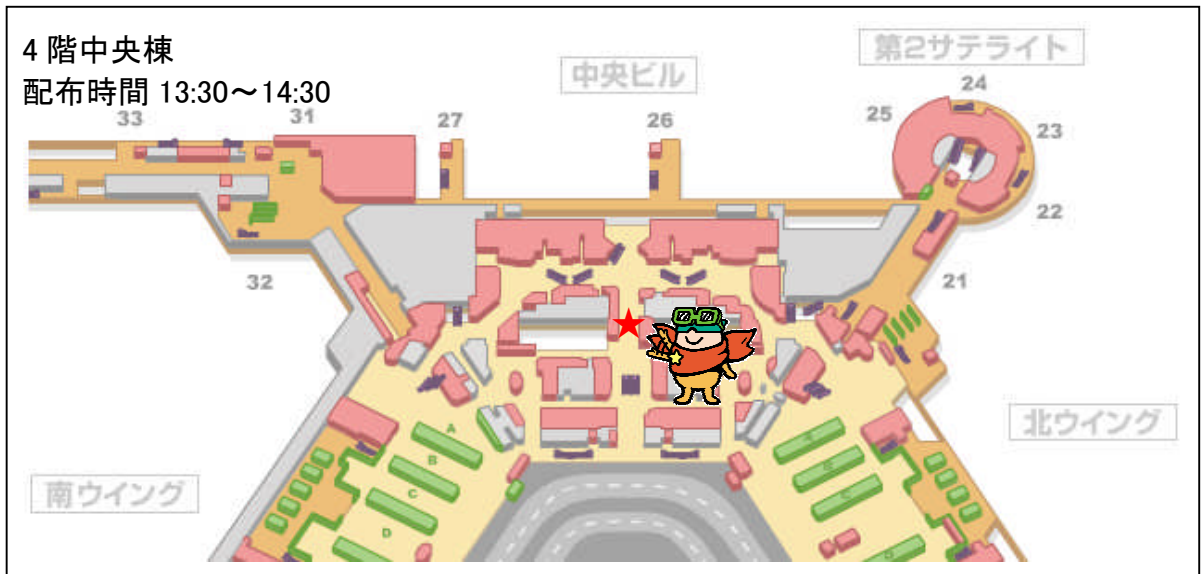 4 階中央棟
配布時間 13:30～14:30
中央ビル
第2サテライト
33
31
27
26
25
24
23
22
21
32
南ウイング
北ウイング
A
B
C
D
A
B
C
D